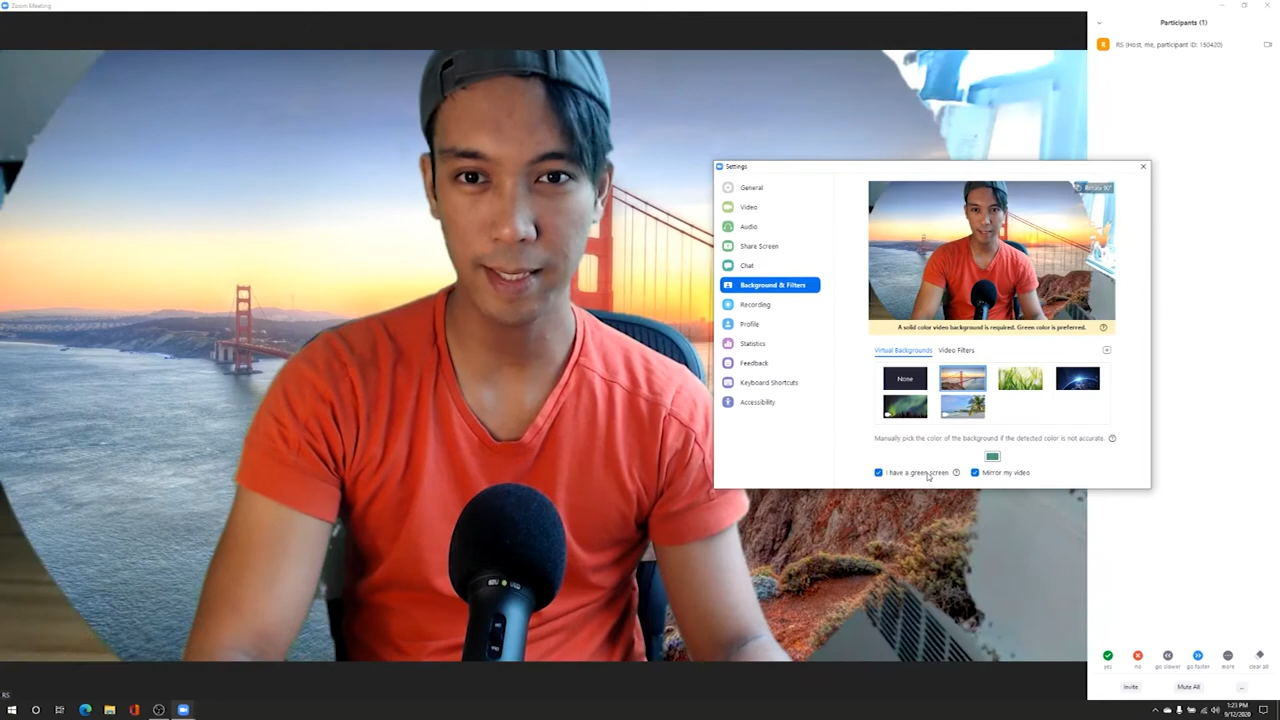 Zoom Meeting
Participants (1)
RS (Host, me, participant ID: 150420)
Settings
General
Video
Audio
Share Screen
Chat
Background & Filters
Recording
Profile
Statistics
Feedback
Keyboard Shortcuts
Accessibility
Rotate 90°
A solid color video background is required. Green color is preferred.
Virtual Backgrounds Video Filters
None
Manually pick the color of the background if the detected color is not accurate.
I have a green screen Mirror my video
yes no go slower go faster more clear all
Invite Mute All ...
RS
1:23 PM
9/12/2020